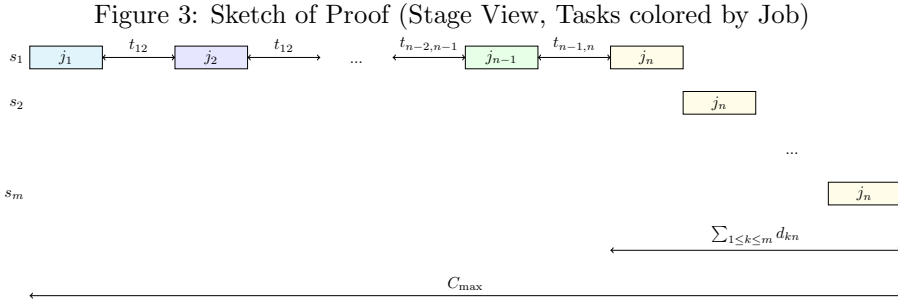 Figure 3: Sketch of Proof (Stage View, Tasks colored by Job)
t₁₂ t₁₂ tₙ₋₂,ₙ₋₁ tₙ₋₁,ₙ
s₁ j₁ j₂ ... jₙ₋₁ jₙ
s₂ jₙ
...
sₘ jₙ
∑₁≤ₖ≤ₘ dₖₙ
Cₘₐₓ